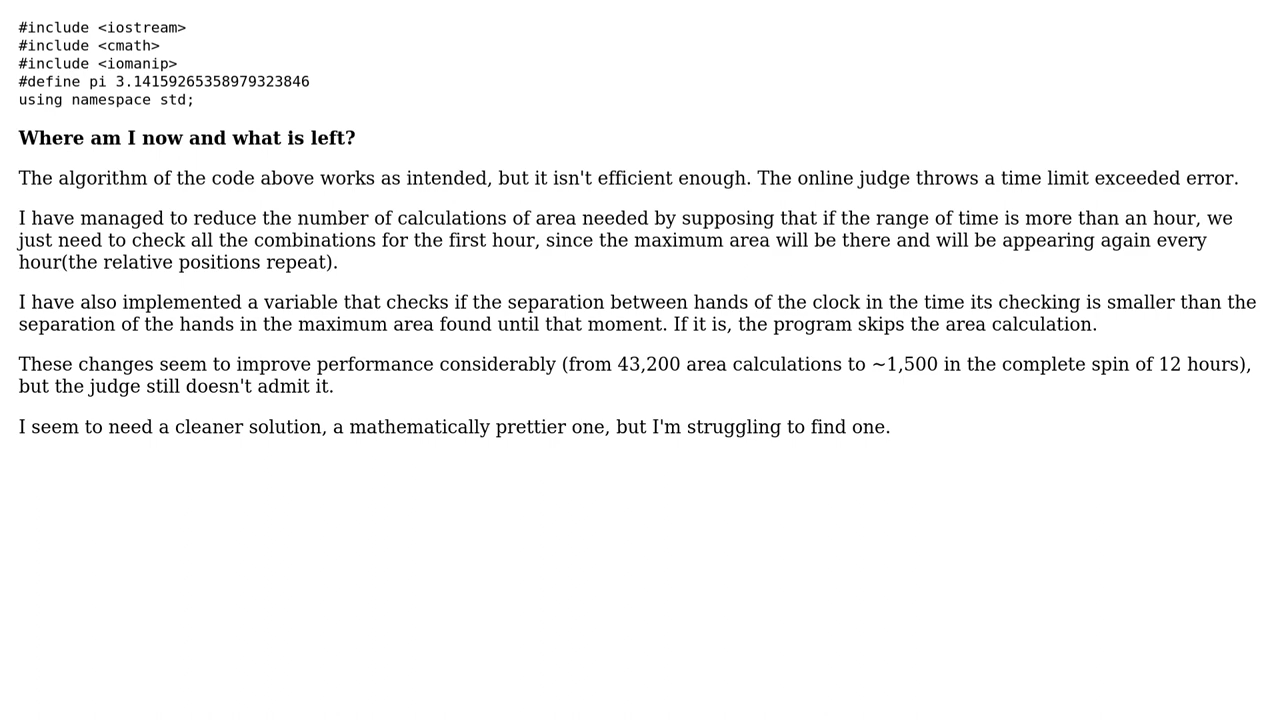 #include <iostream>
#include <cmath>
#include <iomanip>
#define pi 3.14159265358979323846
using namespace std;
Where am I now and what is left?
The algorithm of the code above works as intended, but it isn't efficient enough. The online judge throws a time limit exceeded error.
I have managed to reduce the number of calculations of area needed by supposing that if the range of time is more than an hour, we
just need to check all the combinations for the first hour, since the maximum area will be there and will be appearing again every
hour(the relative positions repeat).
I have also implemented a variable that checks if the separation between hands of the clock in the time its checking is smaller than the
separation of the hands in the maximum area found until that moment. If it is, the program skips the area calculation.
These changes seem to improve performance considerably (from 43,200 area calculations to ~1,500 in the complete spin of 12 hours),
but the judge still doesn't admit it.
I seem to need a cleaner solution, a mathematically prettier one, but I'm struggling to find one.